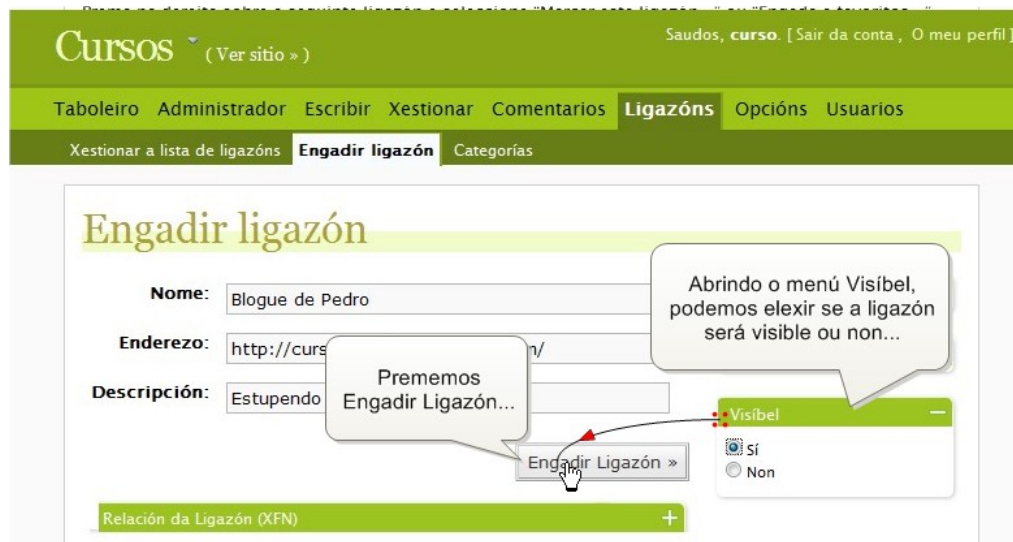 Cursos ( Ver sitio » )
Saudos, curso. [ Sair da conta , O meu perfil ]
Taboleiro Administrador Escribir Xestionar Comentarios Ligazóns Opcións Usuarios
Xestionar a lista de ligazóns Engadir ligazón Categorías
Engadir ligazón
Nome: Blogue de Pedro
Abrindo o menú Visíbel,
podemos elexir se a ligazón
será visible ou non...
Enderezo: http://curs
Prememos
Engadir Ligazón...
Descripción: Estupendo
Visíbel
Sí
Non
Engadir Ligazón »
Relación da Ligazón (XFN)